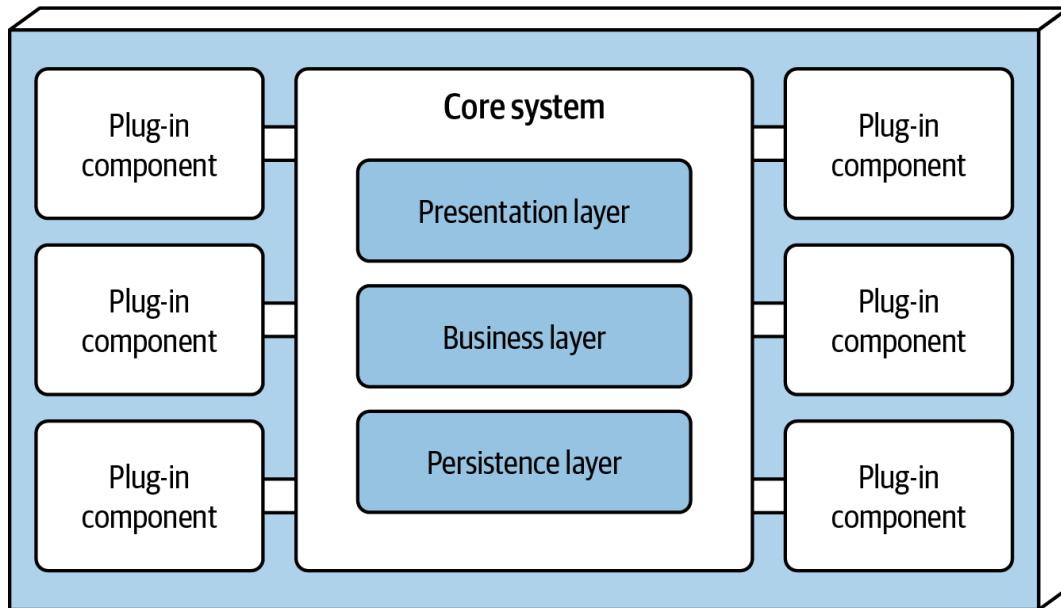 Core system
Plug-in
component
Plug-in
component
Plug-in
component
Presentation layer
Business layer
Persistence layer
Plug-in
component
Plug-in
component
Plug-in
component